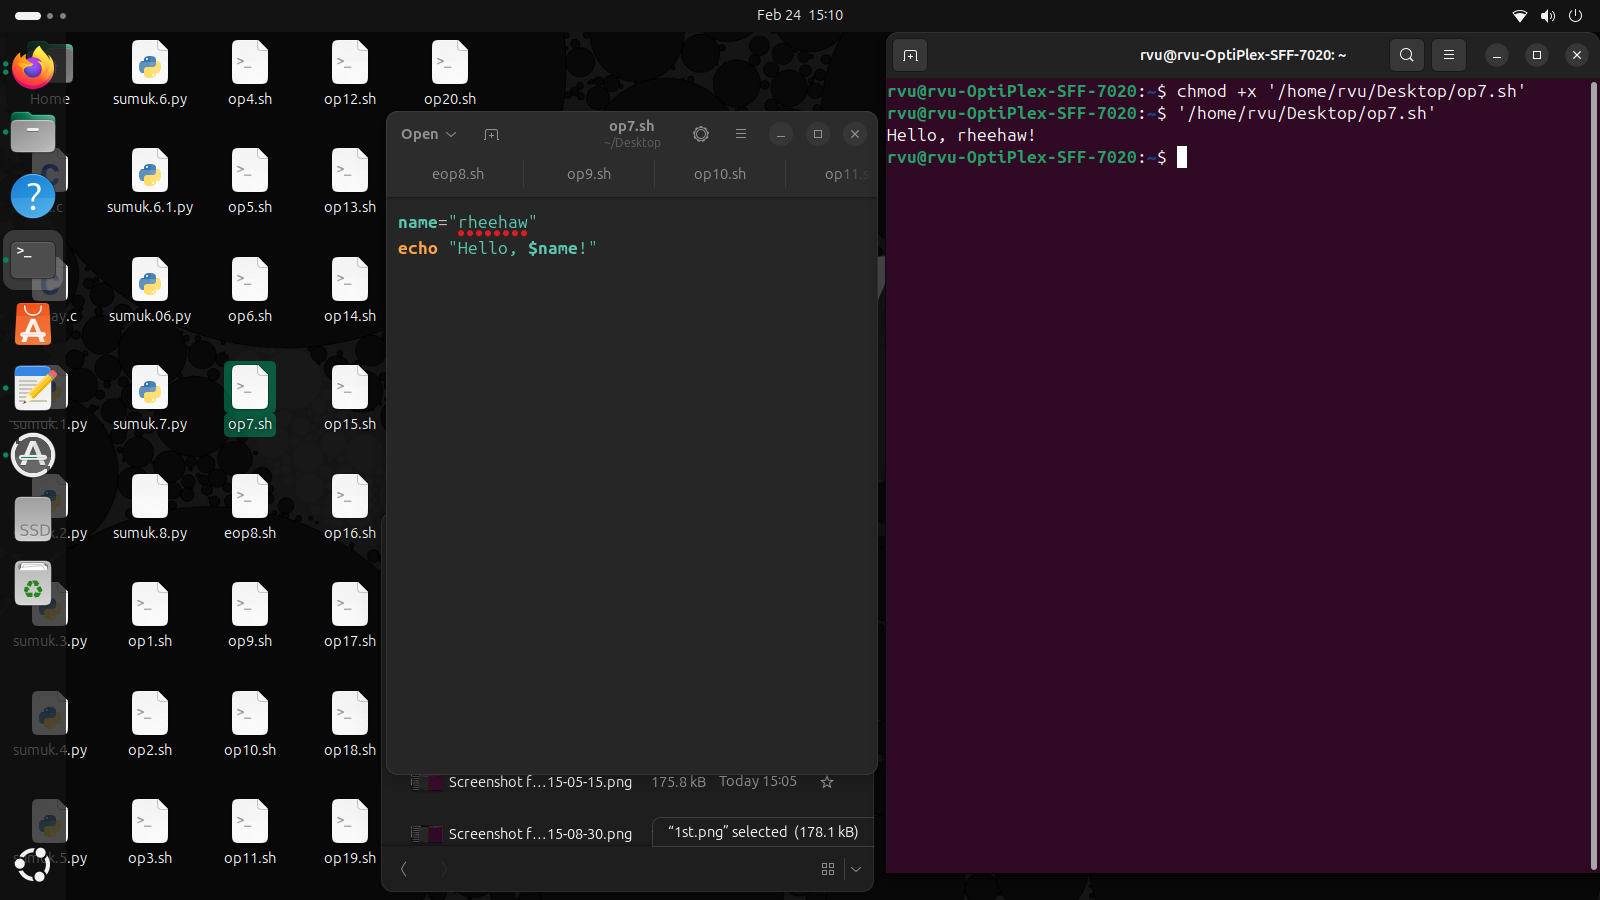 Feb 24 15:10
Home
sumuk.6.py
op4.sh
op12.sh
op20.sh
.c
sumuk.6.1.py
op5.sh
op13.sh
ay.c
sumuk.06.py
op6.sh
op14.sh
sumuk.1.py
sumuk.7.py
op7.sh
op15.sh
SSD
.2.py
sumuk.8.py
eop8.sh
op16.sh
sumuk.3.py
op1.sh
op9.sh
op17.sh
sumuk.4.py
op2.sh
op10.sh
op18.sh
.5.py
op3.sh
op11.sh
op19.sh
Open
op7.sh
~/Desktop
eop8.sh
op9.sh
op10.sh
op11.s
name="rheehaw"
echo "Hello, $name!"
Screenshot f…15-05-15.png 175.8 kB Today 15:05
Screenshot f…15-08-30.png
“1st.png” selected (178.1 kB)
rvu@rvu-OptiPlex-SFF-7020: ~
rvu@rvu-OptiPlex-SFF-7020:~$ chmod +x '/home/rvu/Desktop/op7.sh'
rvu@rvu-OptiPlex-SFF-7020:~$ '/home/rvu/Desktop/op7.sh'
Hello, rheehaw!
rvu@rvu-OptiPlex-SFF-7020:~$